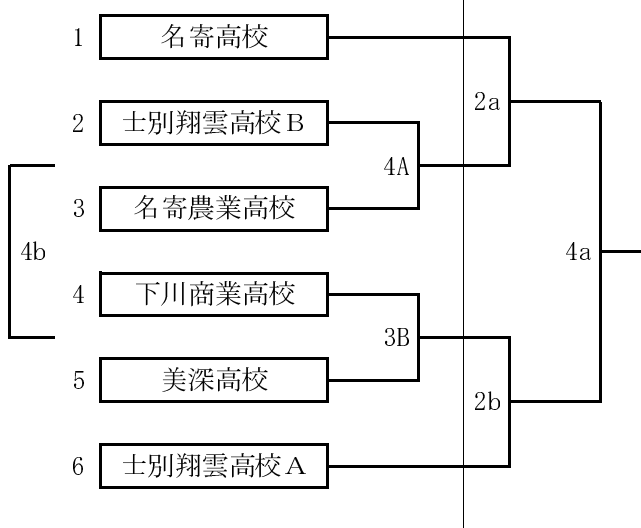 1 名寄高校
2a
2 士別翔雲高校B
4A
3 名寄農業高校
4b
4a
4 下川商業高校
3B
5 美深高校
2b
6 士別翔雲高校A